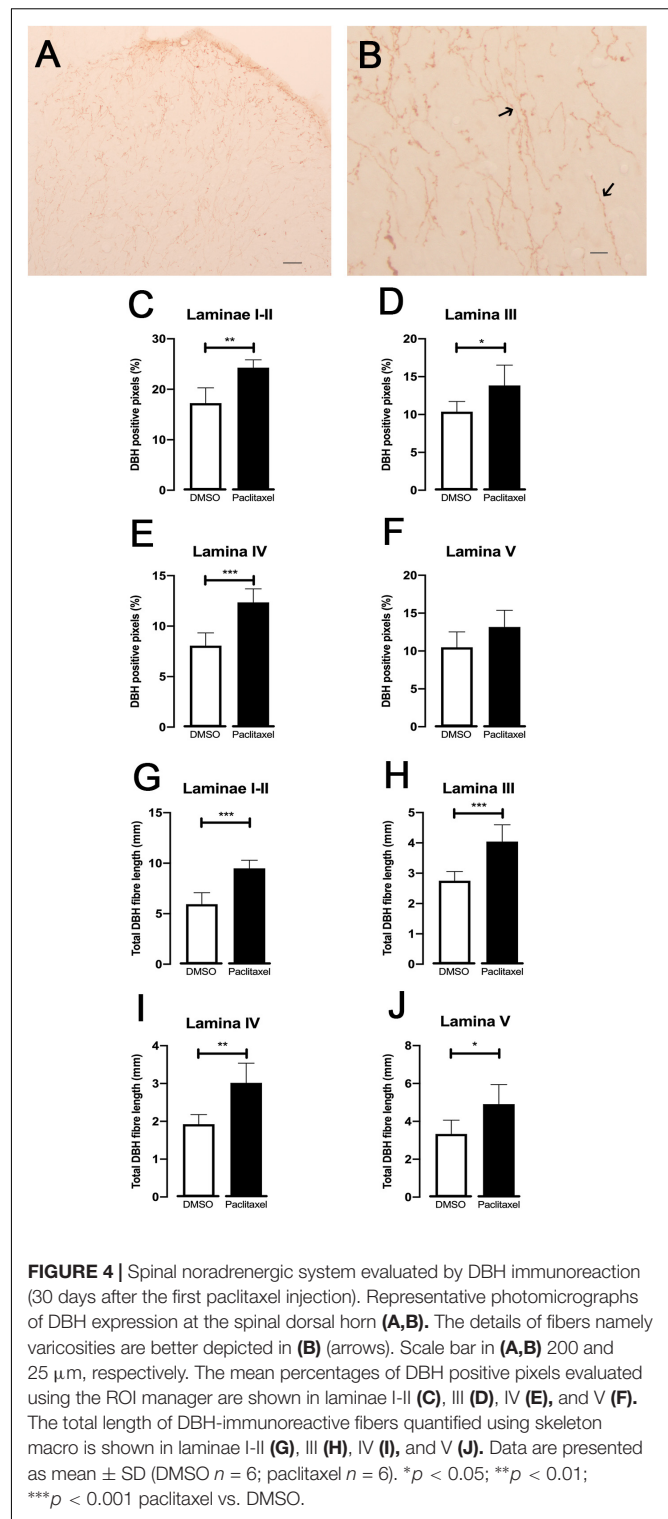 A
B
C
Laminae I-II
DBH positive pixels (%)
30
20
10
0
**
DMSO Paclitaxel
D
Lamina III
DBH positive pixels (%)
20
15
10
5
0
*
DMSO Paclitaxel
E
Lamina IV
DBH positive pixels (%)
15
10
5
0
***
DMSO Paclitaxel
F
Lamina V
DBH positive pixels (%)
20
15
10
5
0
DMSO Paclitaxel
G
Laminae I-II
Total DBH fibre length (mm)
15
10
5
0
***
DMSO Paclitaxel
H
Lamina III
Total DBH fibre length (mm)
5
4
3
2
1
0
***
DMSO Paclitaxel
I
Lamina IV
Total DBH fibre length (mm)
4
3
2
1
0
**
DMSO Paclitaxel
J
Lamina V
Total DBH fibre length (mm)
8
6
4
2
0
*
DMSO Paclitaxel
FIGURE 4 | Spinal noradrenergic system evaluated by DBH immunoreaction
(30 days after the first paclitaxel injection). Representative photomicrographs
of DBH expression at the spinal dorsal horn (A,B). The details of fibers namely
varicosities are better depicted in (B) (arrows). Scale bar in (A,B) 200 and
25 μm, respectively. The mean percentages of DBH positive pixels evaluated
using the ROI manager are shown in laminae I-II (C), III (D), IV (E), and V (F).
The total length of DBH-immunoreactive fibers quantified using skeleton
macro is shown in laminae I-II (G), III (H), IV (I), and V (J). Data are presented
as mean ± SD (DMSO n = 6; paclitaxel n = 6). *p < 0.05; **p < 0.01;
***p < 0.001 paclitaxel vs. DMSO.